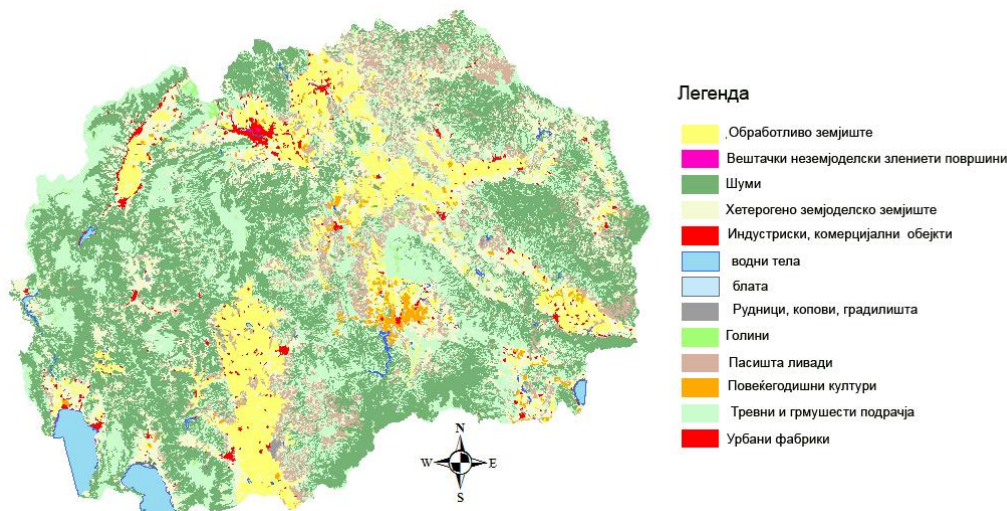 Легенда
.Обработливо земјиште
Вештачки неземјоделски злениети површини
Шуми
Хетерогено земјоделско земјиште
Индустриски, комерцијални обејкти
водни тела
блата
Рудници, копови, градилишта
Голини
Пасишта ливади
Повеќегодишни култури
Тревни и грмушести подрачја
Урбани фабрики
N
W E
S